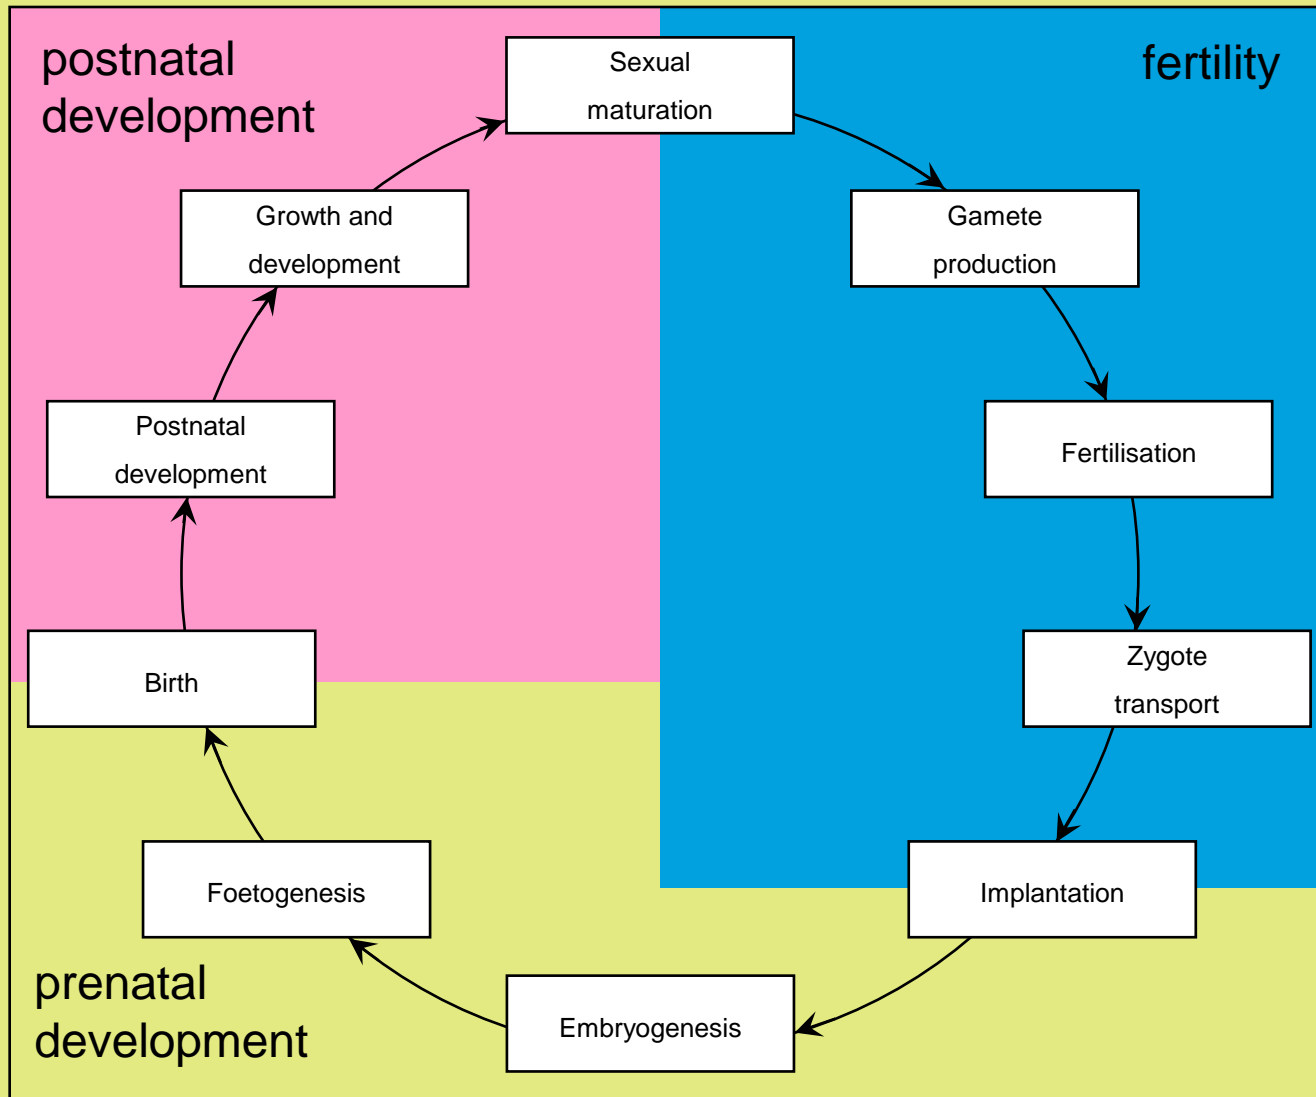 postnatal
development
fertility
Sexual
maturation
Growth and
development
Gamete
production
Postnatal
development
Fertilisation
Birth
Zygote
transport
Foetogenesis
Implantation
prenatal
development
Embryogenesis